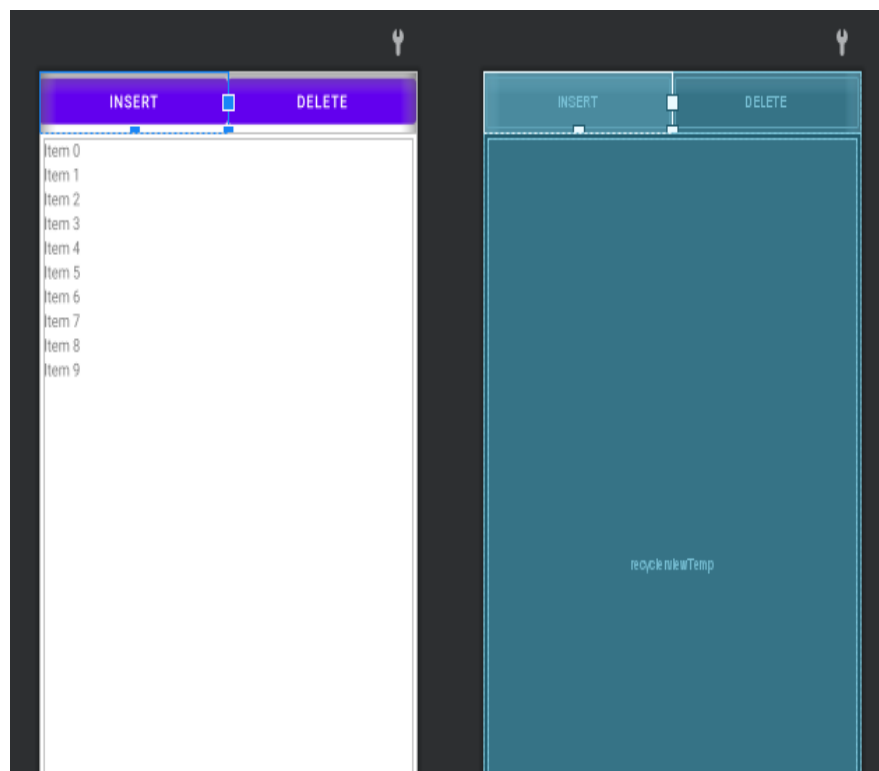 INSERT DELETE
Item 0
Item 1
Item 2
Item 3
Item 4
Item 5
Item 6
Item 7
Item 8
Item 9
INSERT DELETE
recyclerviewTemp